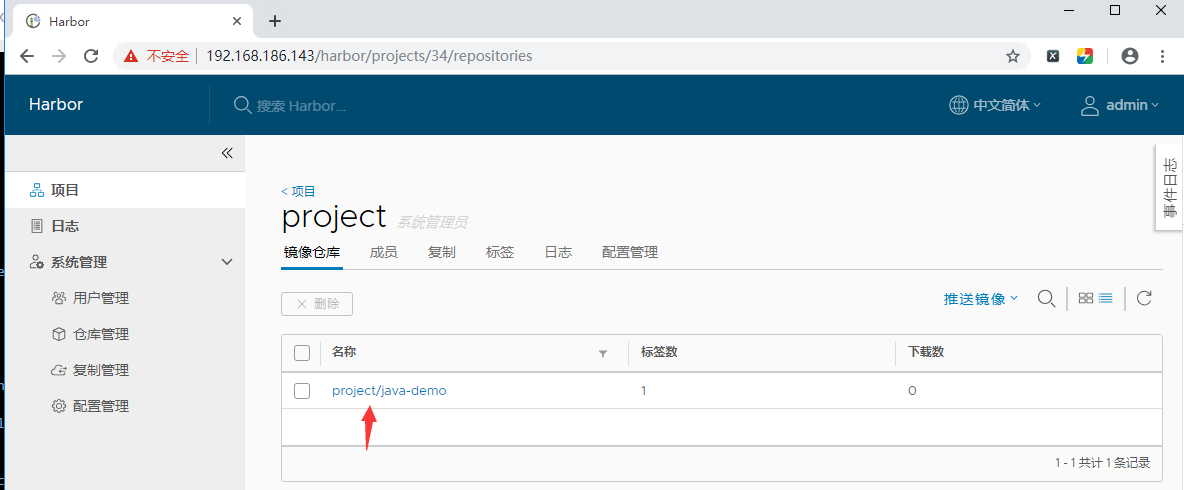 Harbor
不安全 192.168.186.143/harbor/projects/34/repositories
Harbor 搜索 Harbor... 中文简体 admin
项目
日志
系统管理
用户管理
仓库管理
复制管理
配置管理
< 项目
project 系统管理员
镜像仓库 成员 复制 标签 日志 配置管理
删除 推送镜像
名称 标签数 下载数
project/java-demo 1 0
1 - 1 共计 1 条记录
事件日志